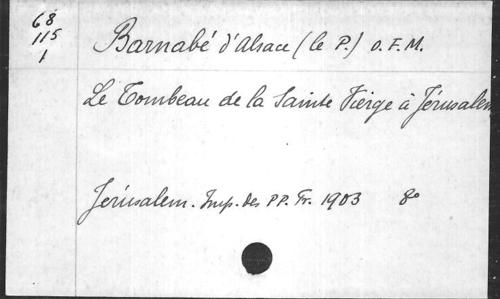 68
115
1
Barnabé d'Alsace (le P.) O.F.M.
Le Tombeau de la Sainte Vierge à Jérusalem
Jérusalem. Imp. des PP. Fr. 1903 8º